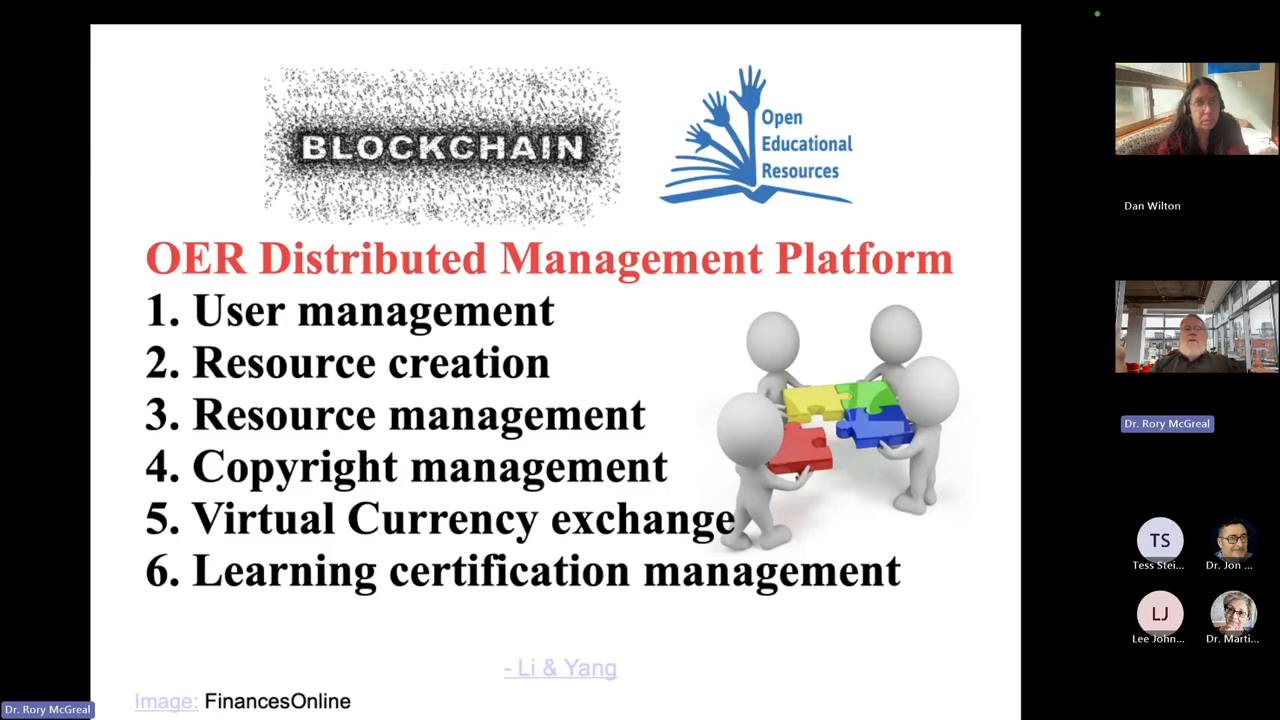 BLOCKCHAIN
Open
Educational
Resources
OER Distributed Management Platform
1. User management
2. Resource creation
3. Resource management
4. Copyright management
5. Virtual Currency exchange
6. Learning certification management
- Li & Yang
Image: FinancesOnline
Dr. Rory McGreal
Dan Wilton
Dr. Rory McGreal
TS
Tess Stei...
Dr. Jon ...
LJ
Lee John...
Dr. Marti...